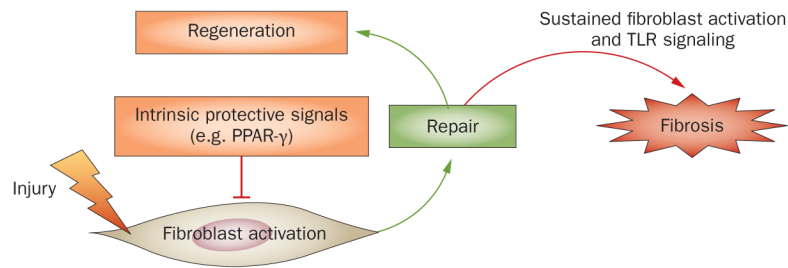 Regeneration
Sustained fibroblast activation
and TLR signaling
Intrinsic protective signals
(e.g. PPAR-γ)
Repair
Fibrosis
Injury
Fibroblast activation